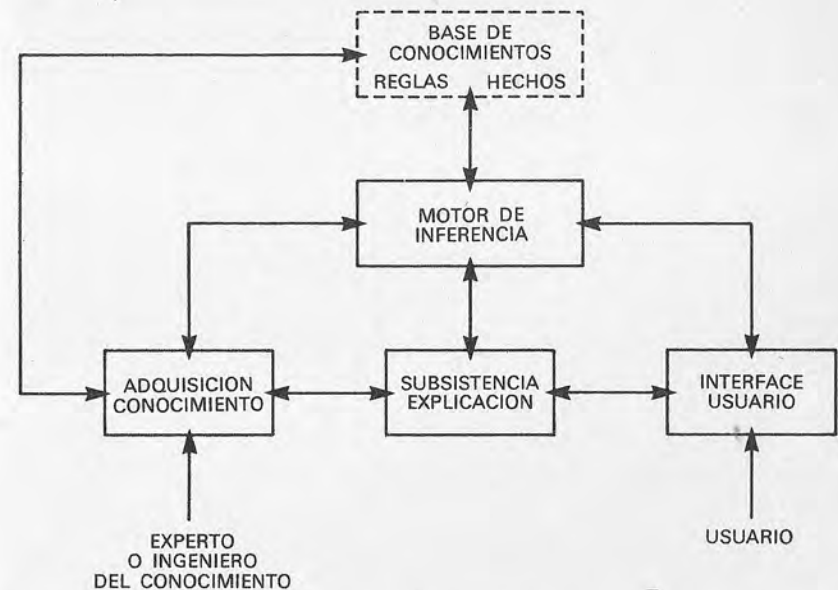 BASE DE
CONOCIMIENTOS
REGLAS HECHOS
MOTOR DE
INFERENCIA
ADQUISICION
CONOCIMIENTO
SUBSISTENCIA
EXPLICACION
INTERFACE
USUARIO
EXPERTO
O INGENIERO
DEL CONOCIMIENTO
USUARIO